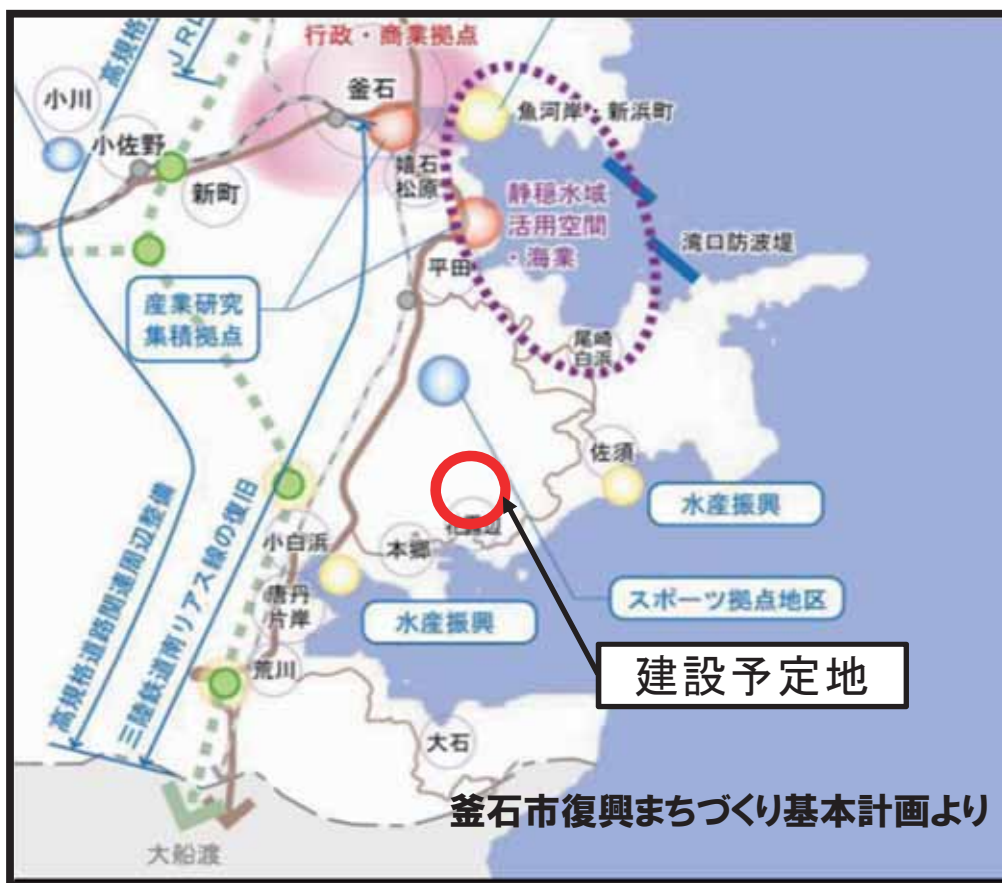 行政・商業拠点
高規格
JR
小川
釜石
魚河岸・新浜町
小佐野
新町
嬉石
松原
静穏水域
活用空間
・海業
湾口防波堤
平田
産業研究
集積拠点
尾崎
白浜
佐須
水産振興
小白浜
本郷
スポーツ拠点地区
唐丹
片岸
水産振興
荒川
建設予定地
高規格道路関連周辺整備
三陸鉄道南リアス線の復旧
大石
釜石市復興まちづくり基本計画より
大船渡